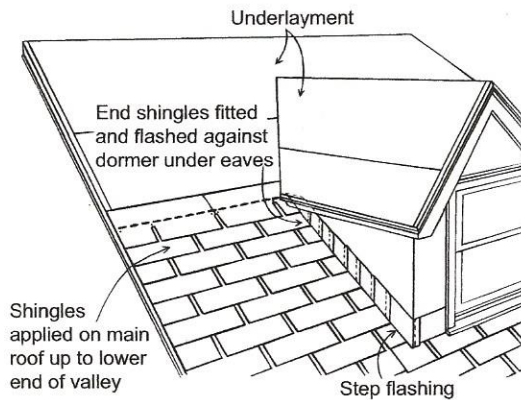 Underlayment
End shingles fitted
and flashed against
dormer under eaves
Shingles
applied on main
roof up to lower
end of valley
Step flashing